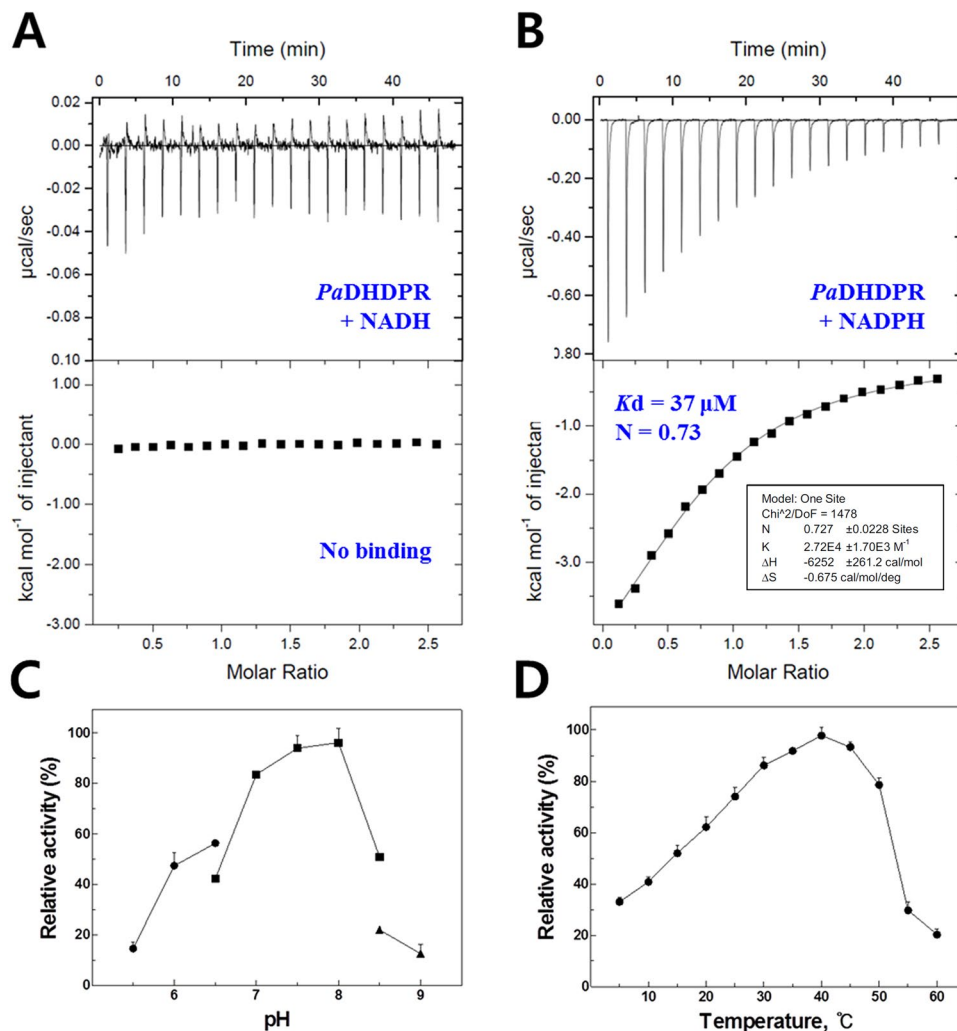 A
Time (min)
0 10 20 30 40
0.02
0.00
-0.02
-0.04
-0.06
-0.08
0.10
µcal/sec
PaDHDPR
+ NADH
1.00
0.00
-1.00
-2.00
-3.00
kcal mol⁻¹ of injectant
No binding
0.0 0.5 1.0 1.5 2.0 2.5
Molar Ratio
B
Time (min)
0 10 20 30 40
0.00
-0.20
-0.40
-0.60
0.80
µcal/sec
PaDHDPR
+ NADPH
-1.0
-2.0
-3.0
kcal mol⁻¹ of injectan
Kd = 37 µM
N = 0.73
Model: One Site
Chi^2/DoF = 1478
N 0.727 ±0.0228 Sites
K 2.72E4 ±1.70E3 M⁻¹
ΔH -6252 ±261.2 cal/mol
ΔS -0.675 cal/mol/deg
0.0 0.5 1.0 1.5 2.0 2.5
Molar Ratio
C
100
80
60
40
20
0
Relative activity (%)
6 7 8 9
pH
D
100
80
60
40
20
0
Relative activity (%)
10 20 30 40 50 60
Temperature, ℃